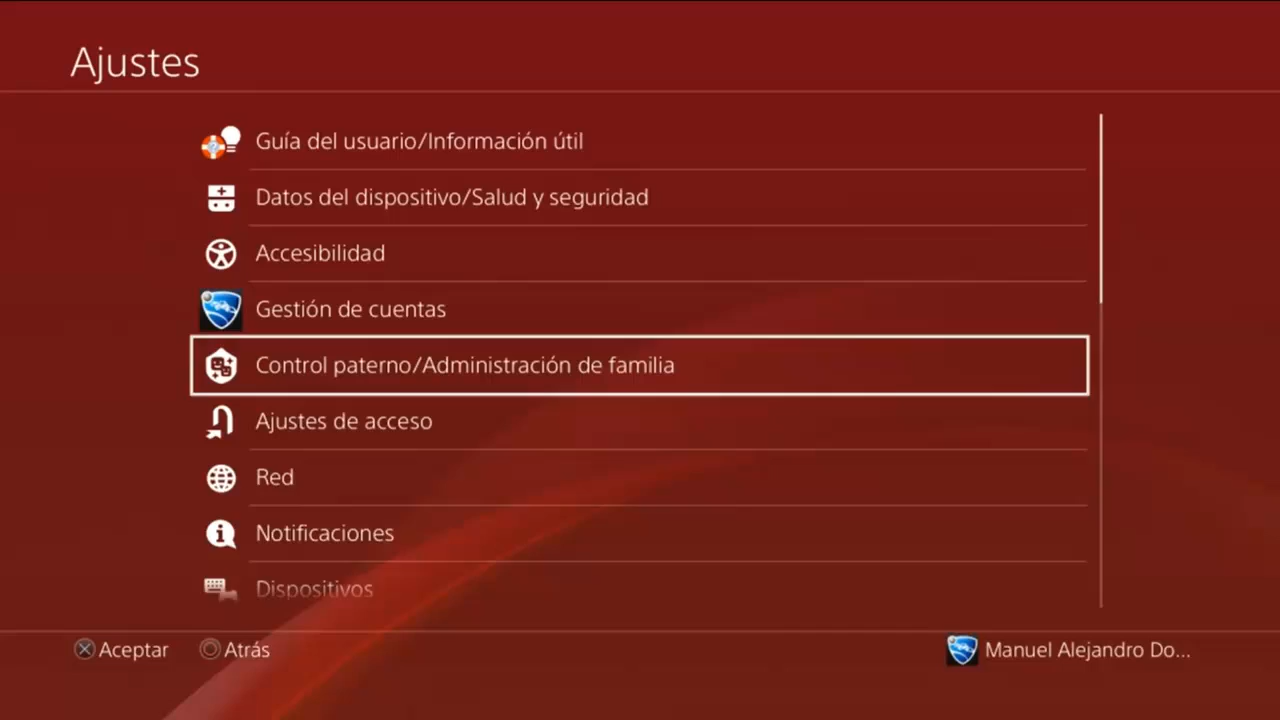 Ajustes
Guía del usuario/Información útil
Datos del dispositivo/Salud y seguridad
Accesibilidad
Gestión de cuentas
Control paterno/Administración de familia
Ajustes de acceso
Red
Notificaciones
Dispositivos
Aceptar Atrás Manuel Alejandro Do...